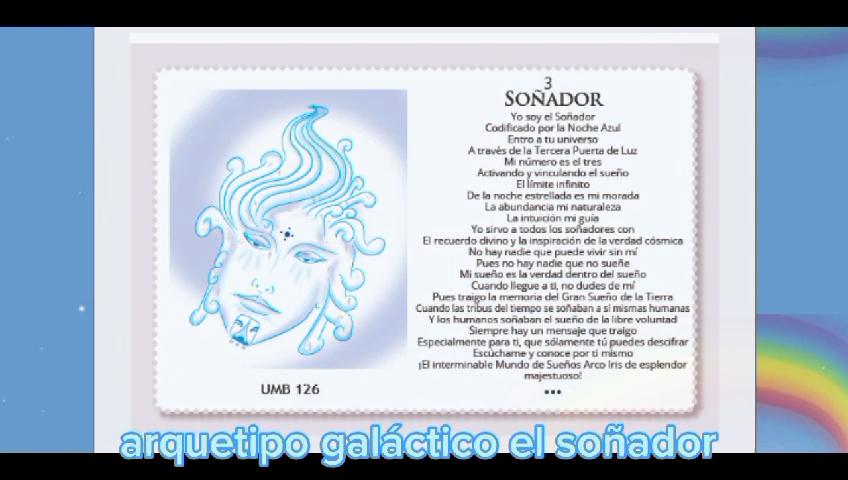 3
SOÑADOR
Yo soy el Soñador
Codificado por la Noche Azul
Entro a tu universo
A través de la Tercera Puerta de Luz
Mi número es el tres
Activando y vinculando el sueño
El límite infinito
De la noche estrellada es mi morada
La abundancia mi naturaleza
La intuición mi guía
Yo sirvo a todos los soñadores con
El recuerdo divino y la inspiración de la verdad cósmica
No hay nadie que puede vivir sin mí
Pues no hay nadie que no sueñe
Mi sueño es la verdad dentro del sueño
Cuando llegue a ti, no dudes de mí
Pues traigo la memoria del Gran Sueño de la Tierra
Cuando las tribus del tiempo se soñaban a sí mismas humanas
Y los humanos soñaban el sueño de la libre voluntad
Siempre hay un mensaje que traigo
Especialmente para ti, que sólamente tú puedes descifrar
Escúchame y conoce por ti mismo
¡El interminable Mundo de Sueños Arco Iris de esplendor
majestuoso!
UMB 126
arquetipo galáctico el soñador